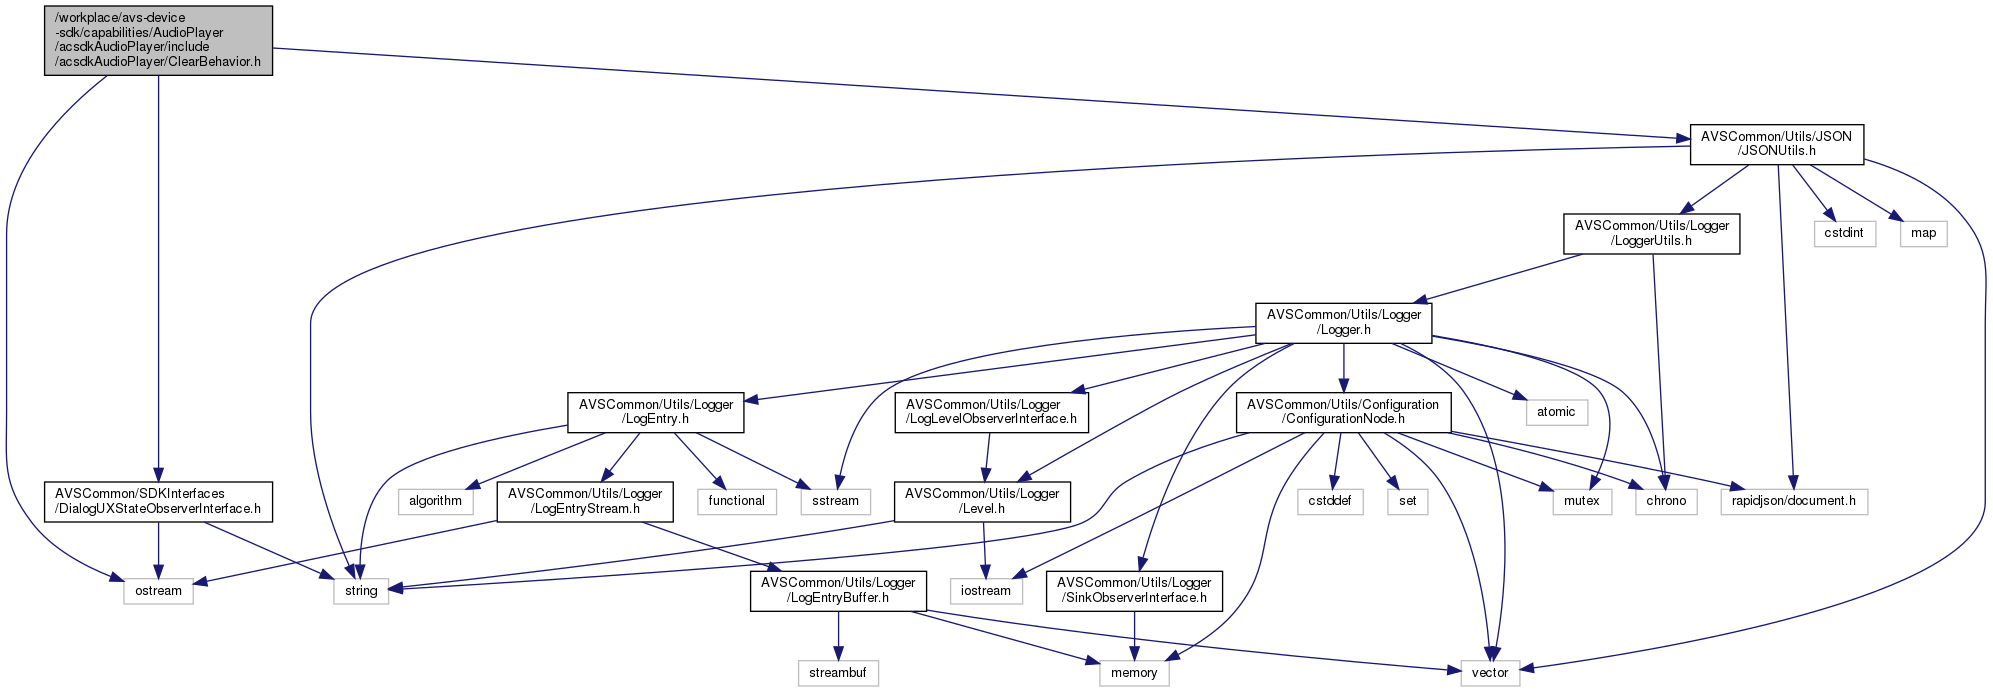 /workplace/avs-device
-sdk/capabilities/AudioPlayer
/acsdkAudioPlayer/include
/acsdkAudioPlayer/ClearBehavior.h
AVSCommon/Utils/JSON
/JSONUtils.h
AVSCommon/Utils/Logger
/LoggerUtils.h
cstdint
map
AVSCommon/Utils/Logger
/Logger.h
AVSCommon/Utils/Logger
/LogEntry.h
AVSCommon/Utils/Logger
/LogLevelObserverInterface.h
AVSCommon/Utils/Configuration
/ConfigurationNode.h
atomic
AVSCommon/SDKInterfaces
/DialogUXStateObserverInterface.h
algorithm
AVSCommon/Utils/Logger
/LogEntryStream.h
functional
sstream
AVSCommon/Utils/Logger
/Level.h
cstddef
set
mutex
chrono
rapidjson/document.h
ostream
string
AVSCommon/Utils/Logger
/LogEntryBuffer.h
iostream
AVSCommon/Utils/Logger
/SinkObserverInterface.h
streambuf
memory
vector